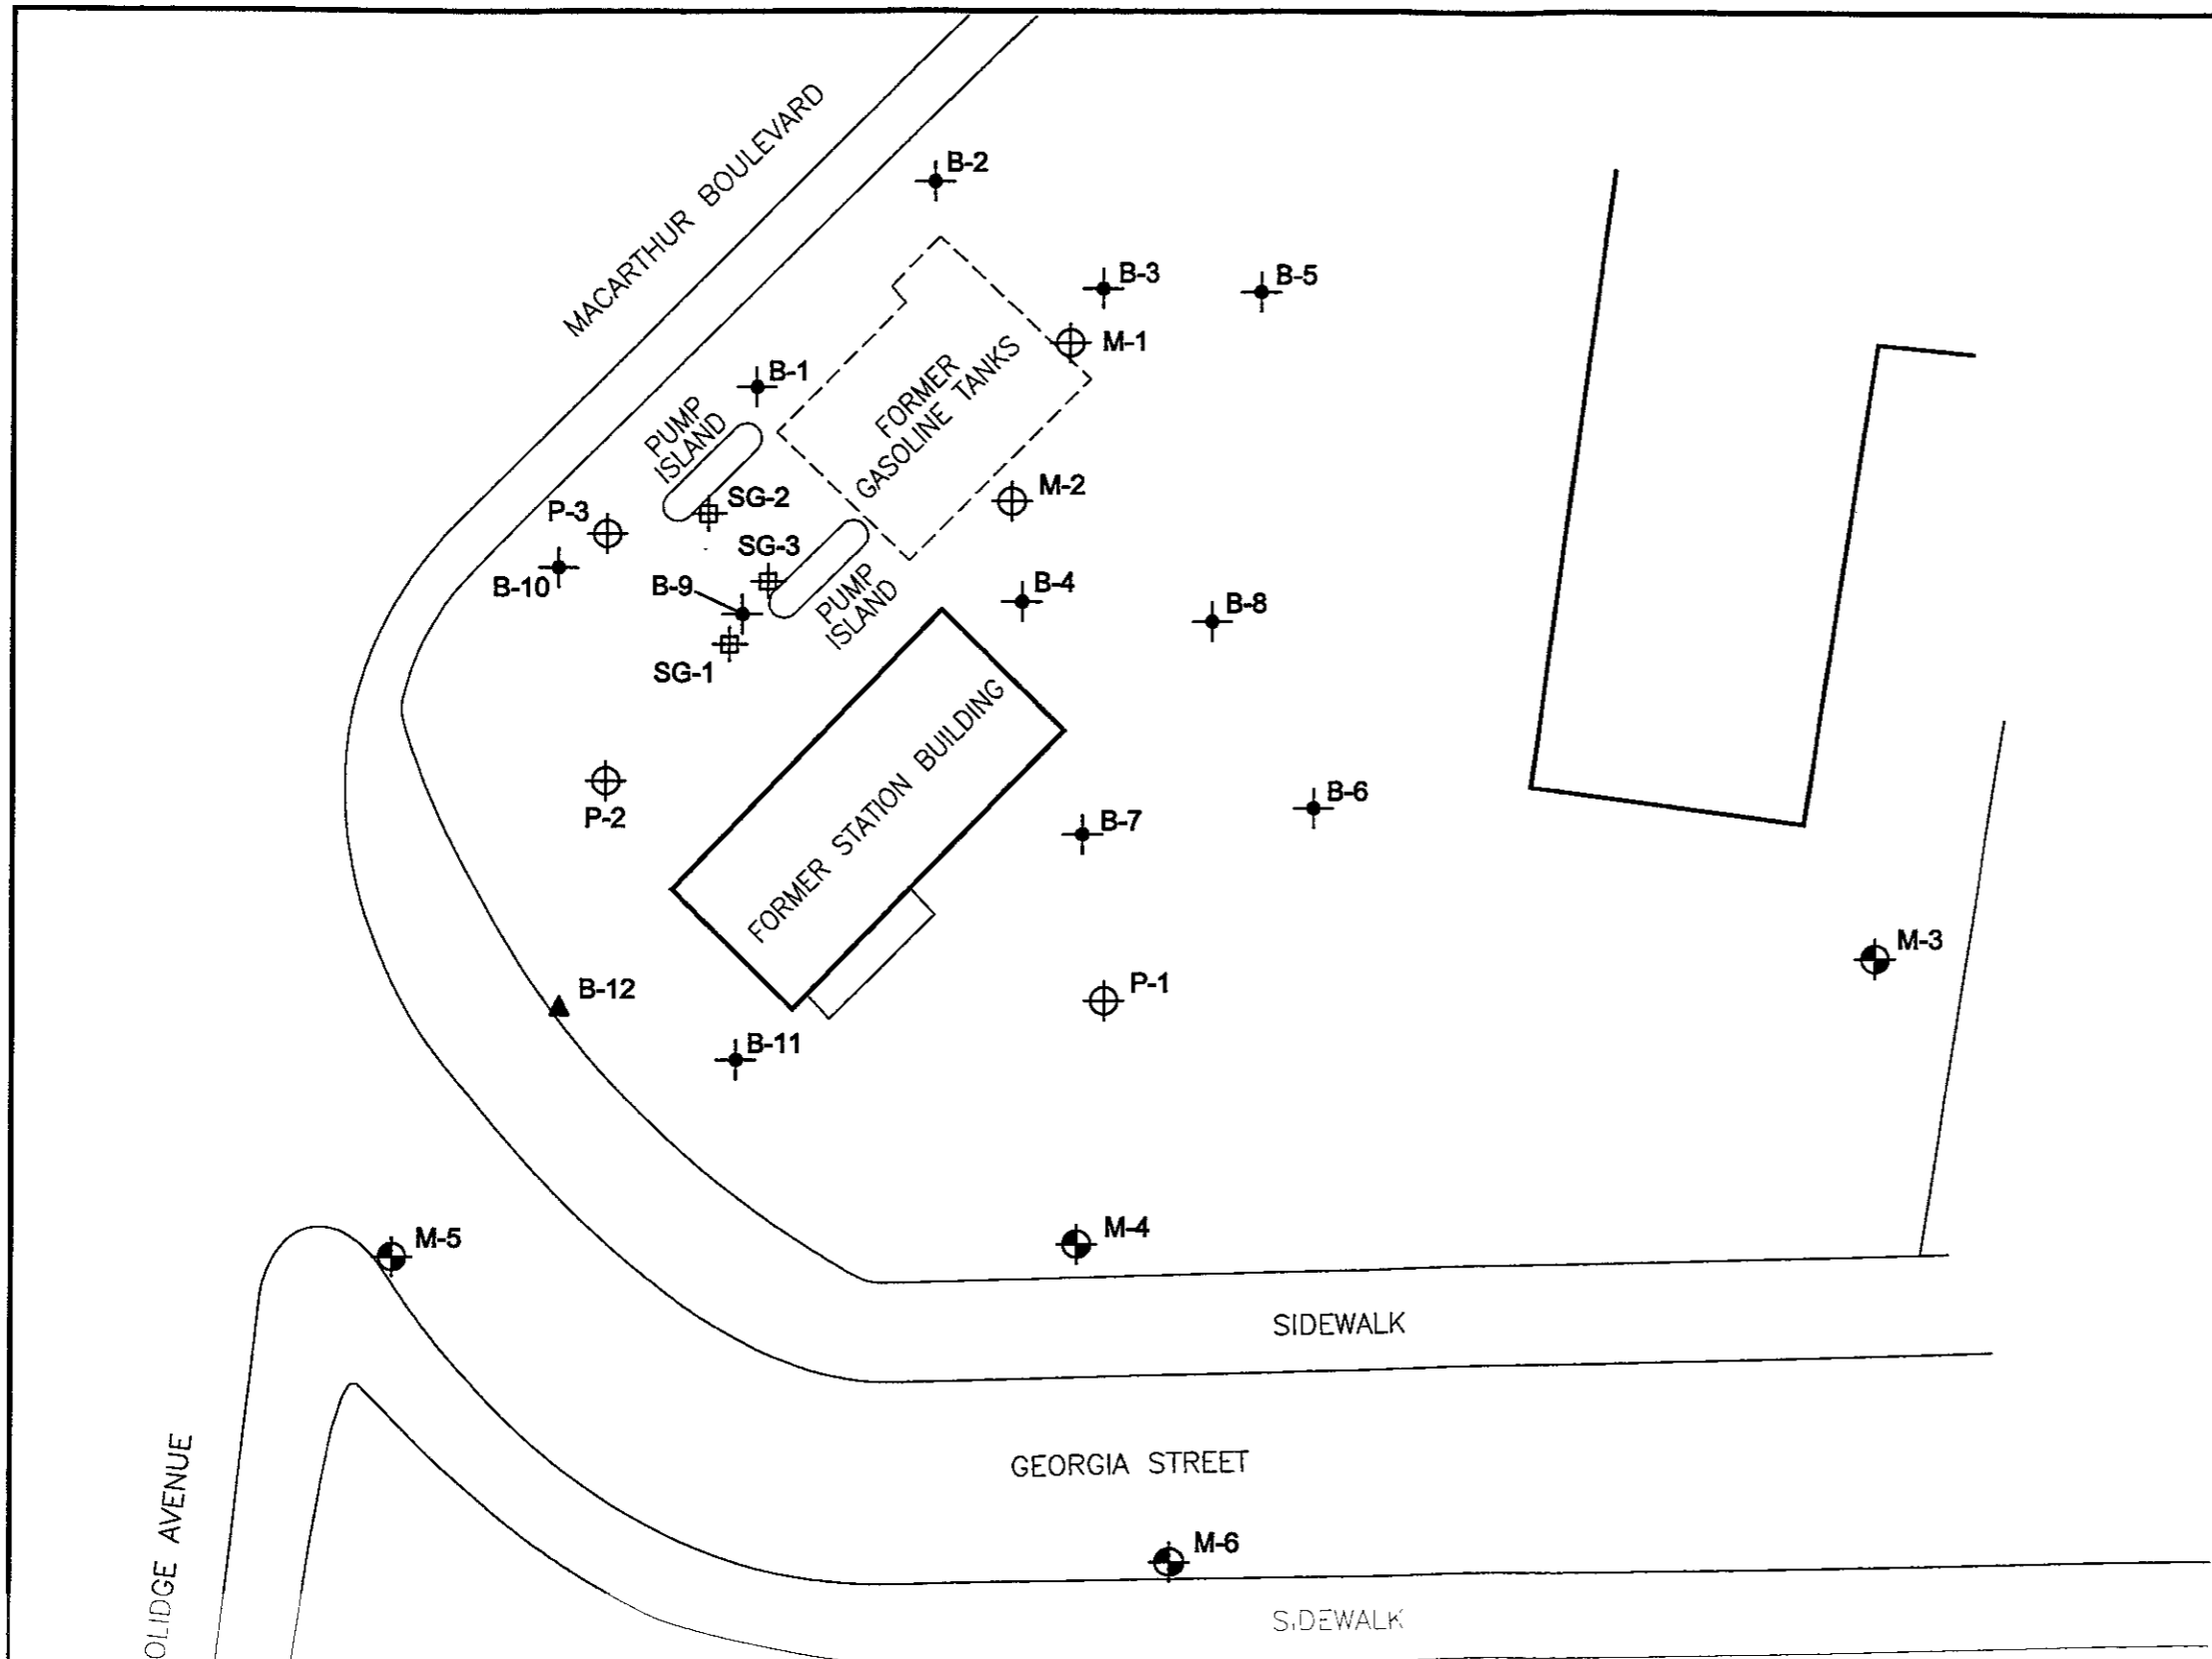 MACARTHUR BOULEVARD
B-2
B-3
B-5
M-1
B-1
FORMER
GASOLINE TANKS
PUMP
ISLAND
SG-2
M-2
P-3
SG-3
B-10
B-9
PUMP
ISLAND
B-4
B-8
SG-1
FORMER STATION BUILDING
P-2
B-7
B-6
M-3
P-1
B-12
B-11
M-5
M-4
SIDEWALK
GEORGIA STREET
OLIDGE AVENUE
M-6
SIDEWALK